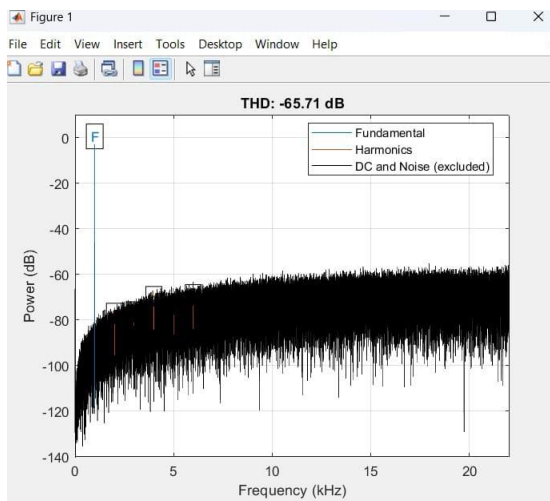 Figure 1
File Edit View Insert Tools Desktop Window Help
THD: -65.71 dB
F
Fundamental
Harmonics
DC and Noise (excluded)
0
-20
-40
-60
-80
-100
-120
-140
Power (dB)
0 5 10 15 20
Frequency (kHz)